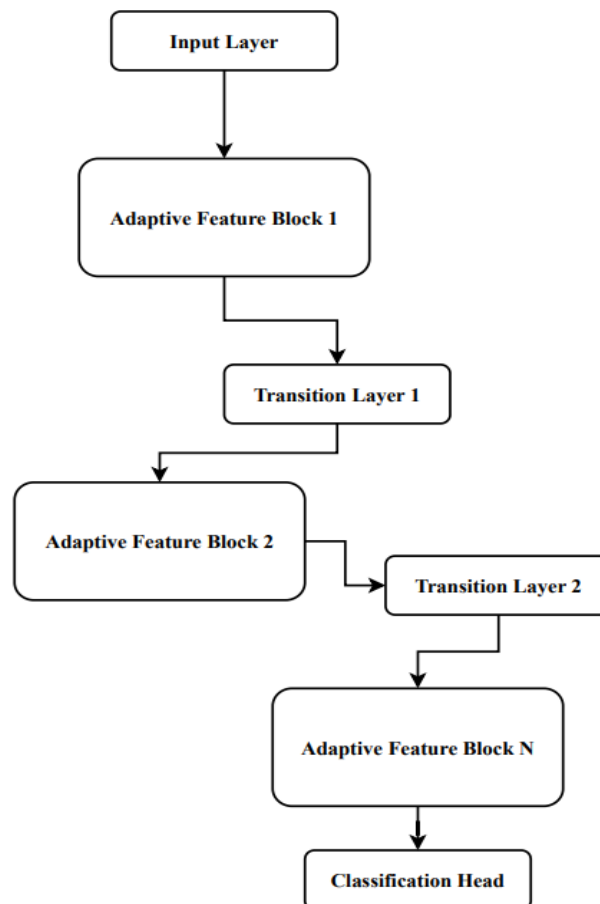 Input Layer
Adaptive Feature Block 1
Transition Layer 1
Adaptive Feature Block 2
Transition Layer 2
Adaptive Feature Block N
Classification Head